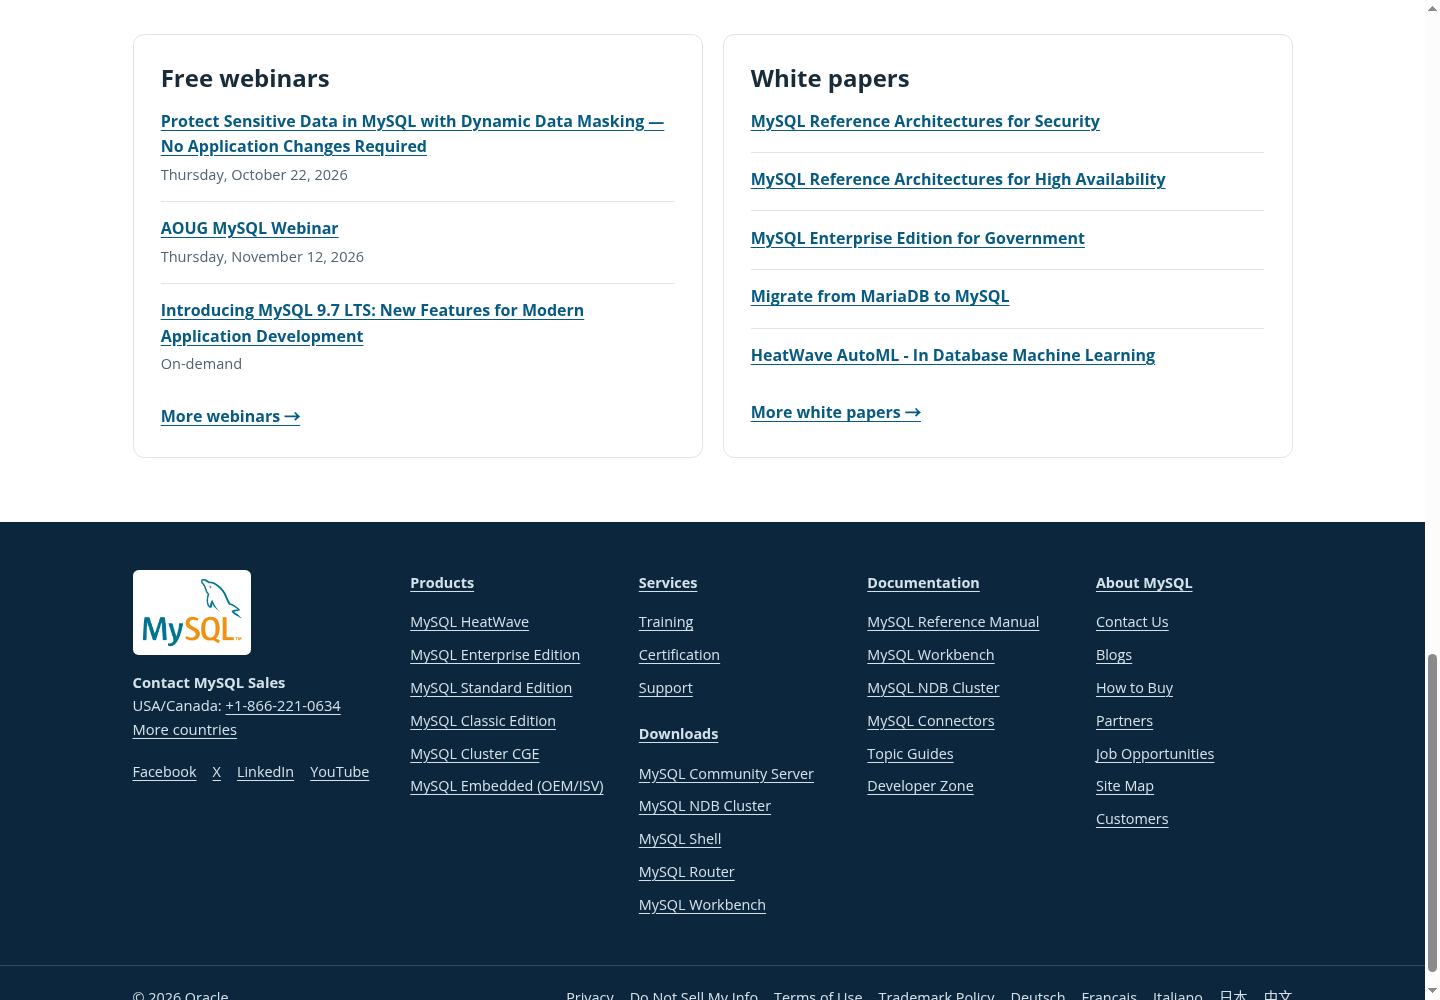 Free webinars
Protect Sensitive Data in MySQL with Dynamic Data Masking —
No Application Changes Required
Thursday, October 22, 2026
AOUG MySQL Webinar
Thursday, November 12, 2026
Introducing MySQL 9.7 LTS: New Features for Modern
Application Development
On-demand
More webinars →
White papers
MySQL Reference Architectures for Security
MySQL Reference Architectures for High Availability
MySQL Enterprise Edition for Government
Migrate from MariaDB to MySQL
HeatWave AutoML - In Database Machine Learning
More white papers →
MySQL™
Contact MySQL Sales
USA/Canada: +1-866-221-0634
More countries
Facebook X LinkedIn YouTube
Products
MySQL HeatWave
MySQL Enterprise Edition
MySQL Standard Edition
MySQL Classic Edition
MySQL Cluster CGE
MySQL Embedded (OEM/ISV)
Services
Training
Certification
Support
Downloads
MySQL Community Server
MySQL NDB Cluster
MySQL Shell
MySQL Router
MySQL Workbench
Documentation
MySQL Reference Manual
MySQL Workbench
MySQL NDB Cluster
MySQL Connectors
Topic Guides
Developer Zone
About MySQL
Contact Us
Blogs
How to Buy
Partners
Job Opportunities
Site Map
Customers
© 2026 Oracle
Privacy Do Not Sell My Info Terms of Use Trademark Policy Deutsch Français Italiano 日本 中文